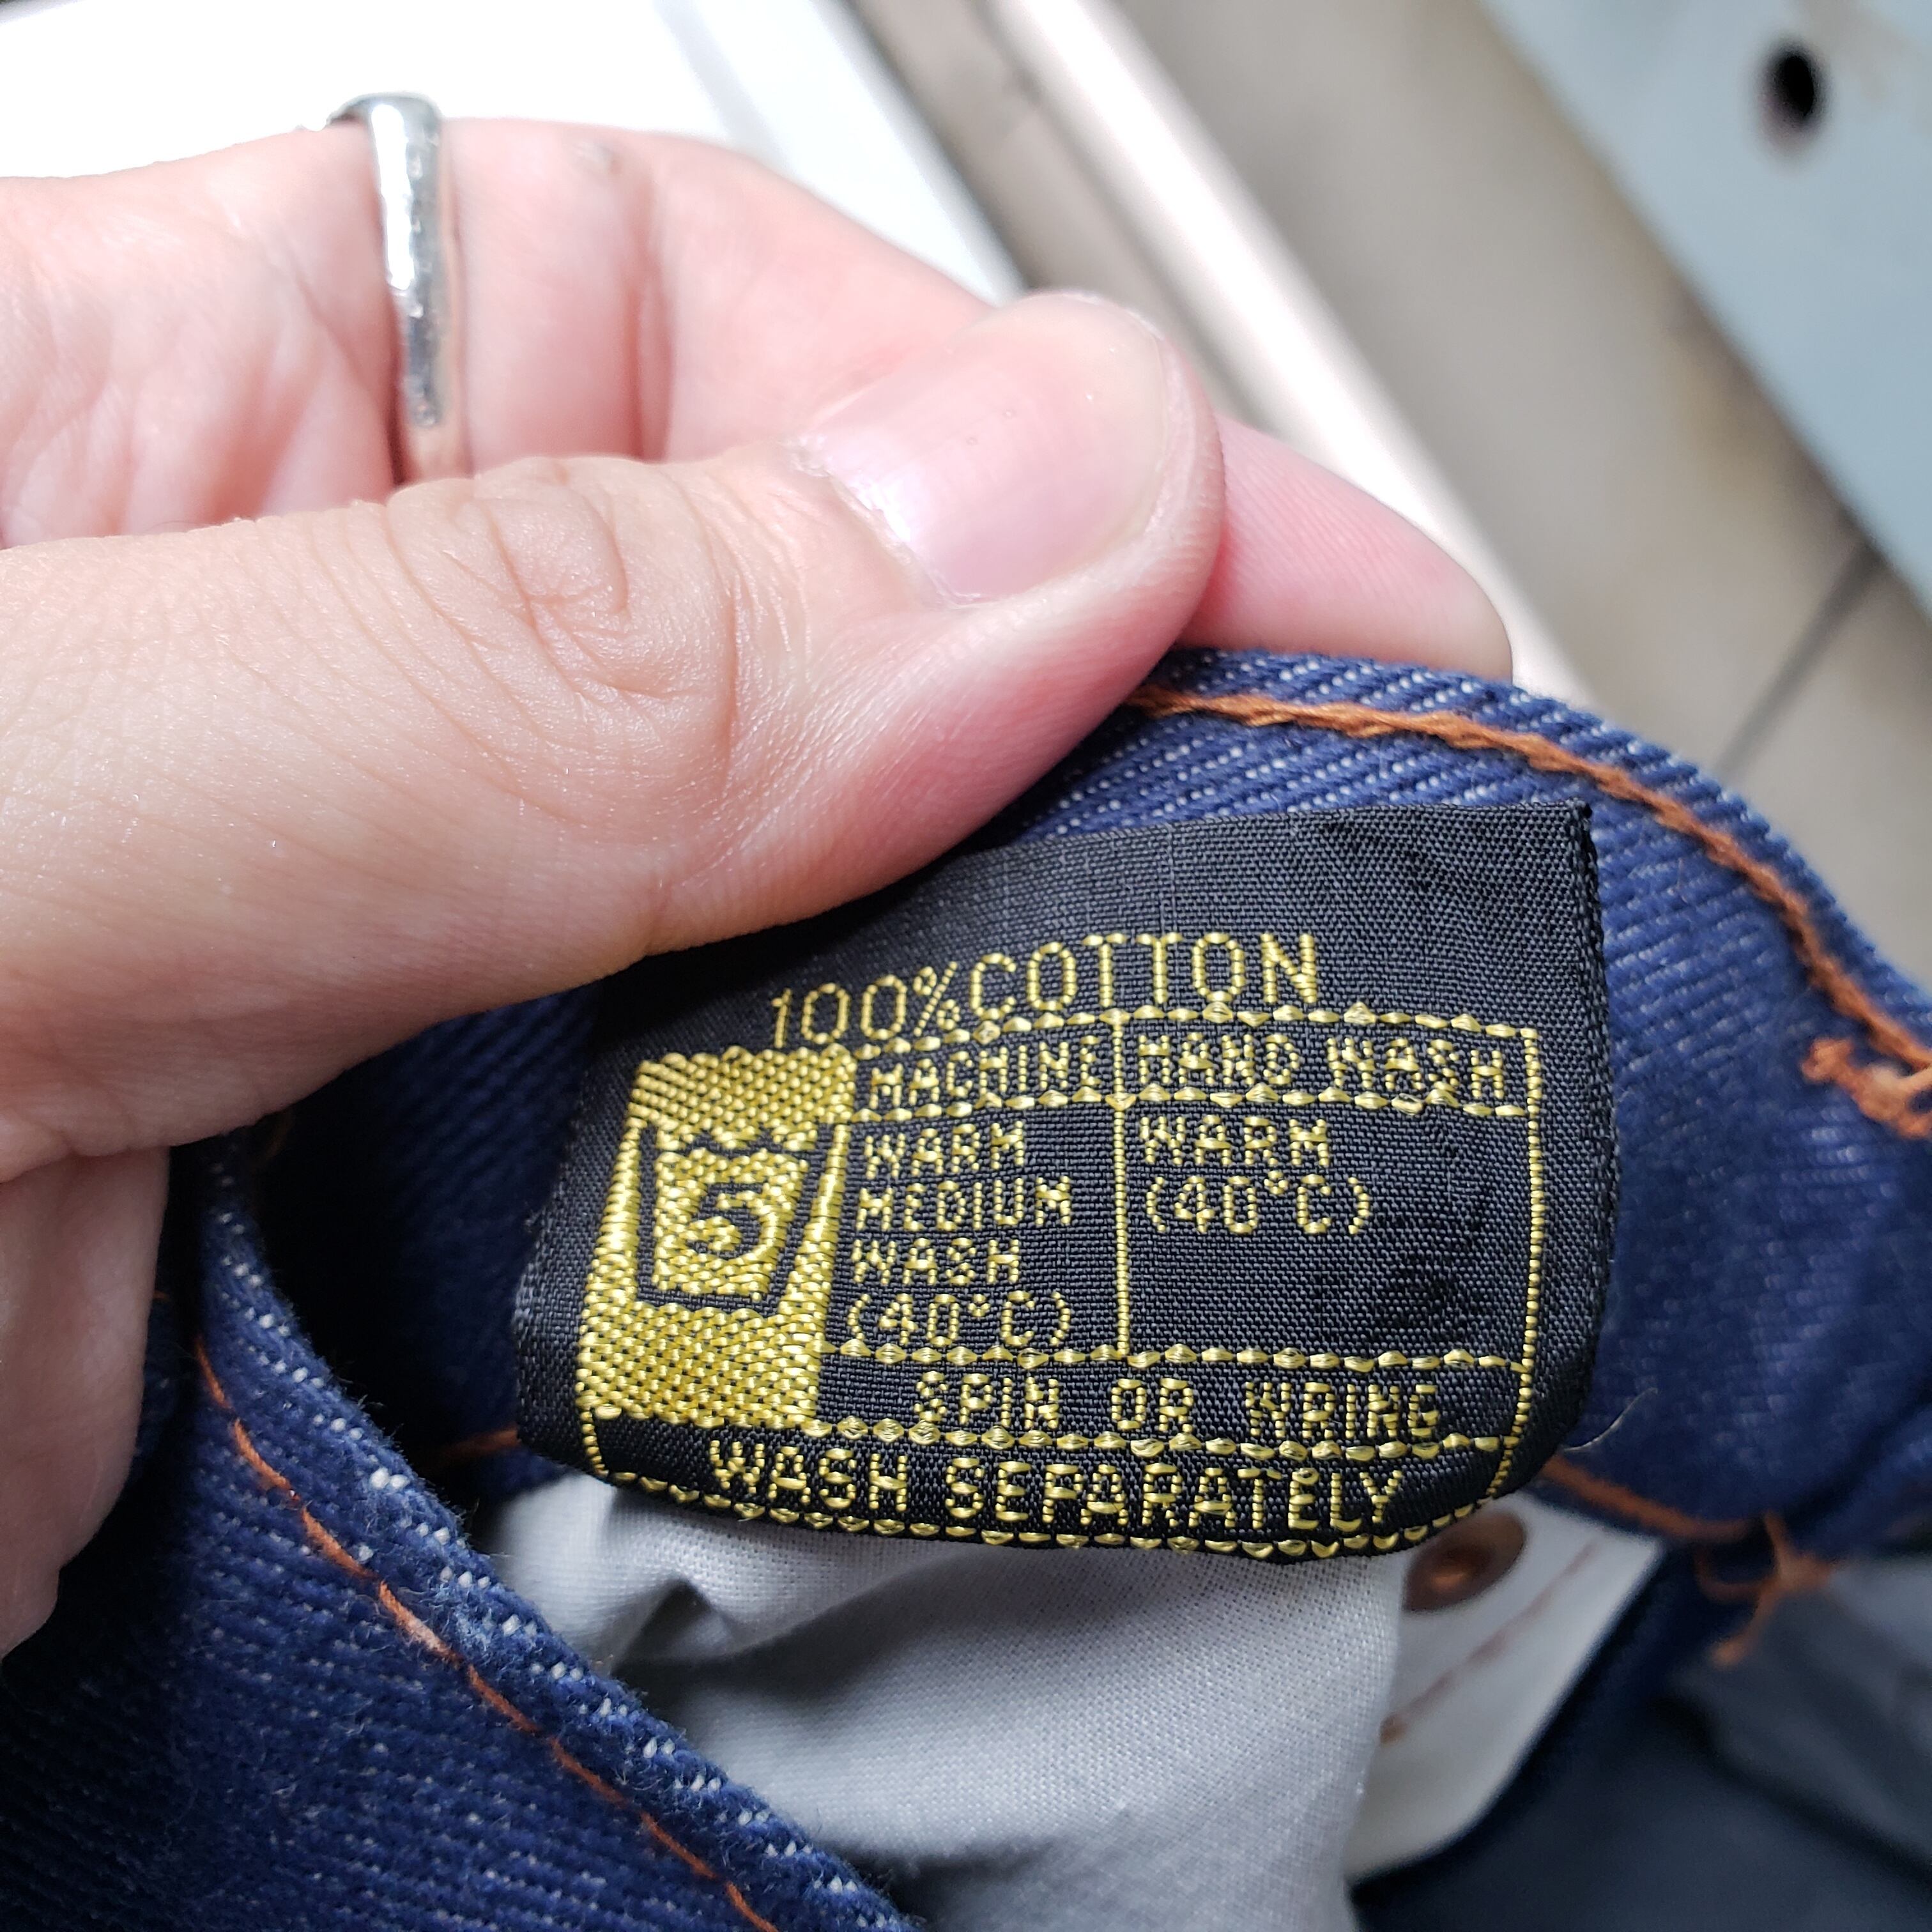 100% COTTON
MACHINE HAND WASH
5
WARM
MEDIUM
WASH
(40°C)
WARM
(40°C)
SPIN OR WRING
WASH SEPARATELY